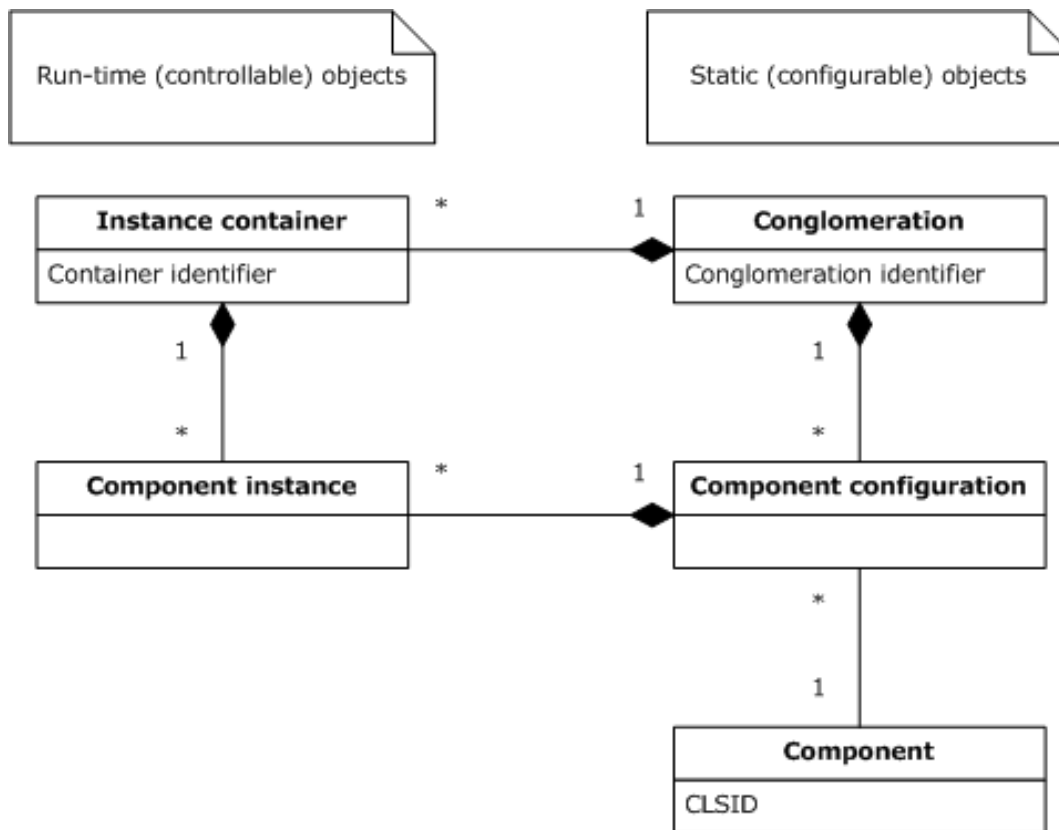 Run-time (controllable) objects
Static (configurable) objects
Instance container
* 1
Conglomeration
Container identifier
Conglomeration identifier
1
1
*
*
Component instance
* 1
Component configuration
*
1
Component
CLSID